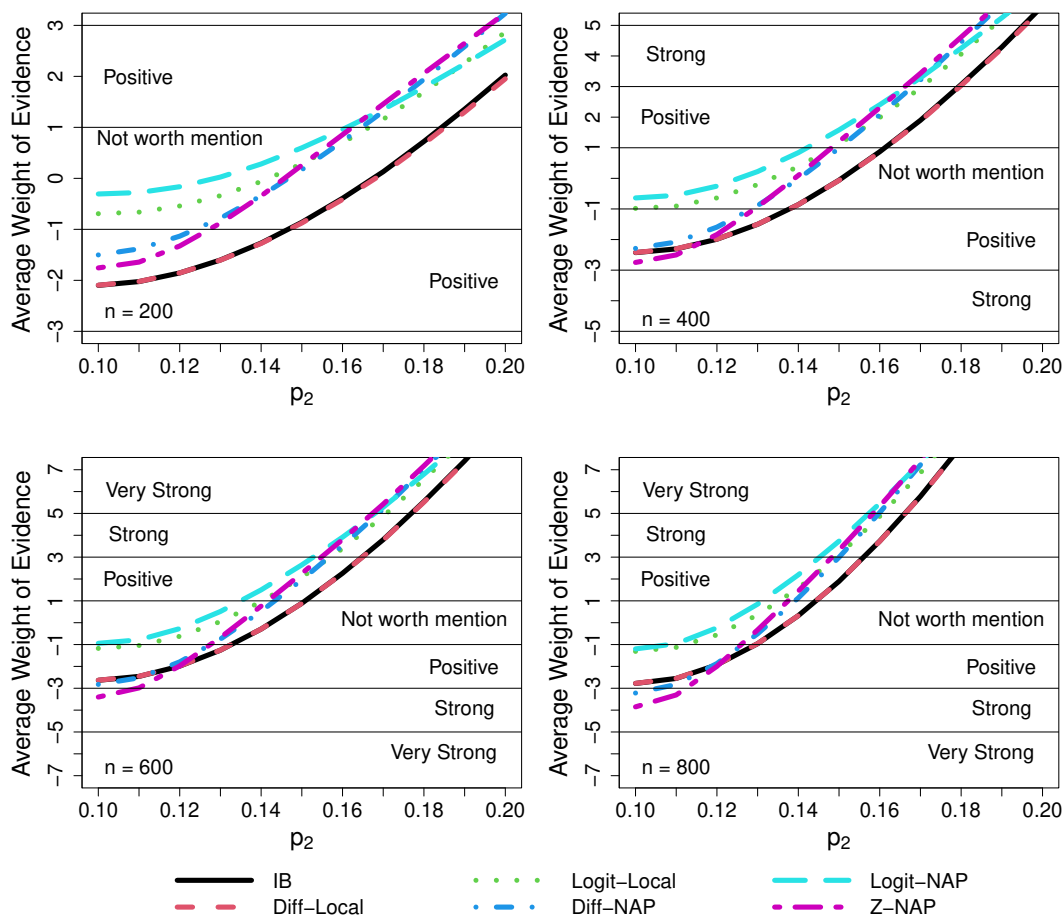 Average Weight of Evidence
3
2
1
0
−1
−2
−3
Positive
Not worth mention
Positive
n = 200
0.10 0.12 0.14 0.16 0.18 0.20
p2
Average Weight of Evidence
5
3
1
−1
−3
−5
Strong
Positive
Not worth mention
Positive
Strong
n = 400
0.10 0.12 0.14 0.16 0.18 0.20
p2
Average Weight of Evidence
7
5
3
1
−1
−3
−5
−7
Very Strong
Strong
Positive
Not worth mention
Positive
Strong
Very Strong
n = 600
0.10 0.12 0.14 0.16 0.18 0.20
p2
Average Weight of Evidence
7
5
3
1
−1
−3
−5
−7
Very Strong
Strong
Positive
Not worth mention
Positive
Strong
Very Strong
n = 800
0.10 0.12 0.14 0.16 0.18 0.20
p2
IB Logit−Local Logit−NAP
Diff−Local Diff−NAP Z−NAP